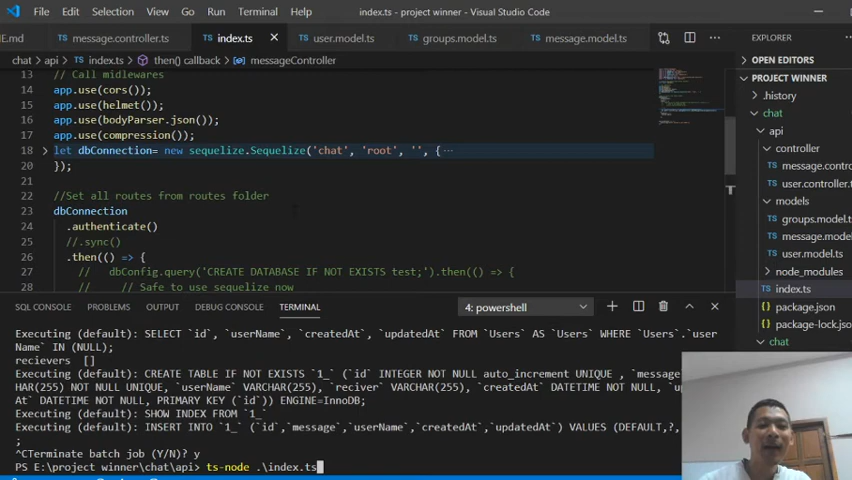 File Edit Selection View Go Run Terminal Help index.ts - project winner - Visual Studio Code
E.md message.controller.ts index.ts user.model.ts groups.model.ts message.model.ts
EXPLORER
chat > api > index.ts > then() callback > messageController
OPEN EDITORS
PROJECT WINNER
.history
chat
api
controller
message.cont
user.controller.t
models
groups.model.ts
message.mode
user.model.ts
node_modules
index.ts
package.json
package-lock.json
chat
13 // Call midlewares
14 app.use(cors());
15 app.use(helmet());
16 app.use(bodyParser.json());
17 app.use(compression());
18 let dbConnection= new sequelize.Sequelize('chat', 'root', '', { ···
20 });
21
22 //Set all routes from routes folder
23 dbConnection
24 .authenticate()
25 //.sync()
26 .then(() => {
27 // dbConfig.query('CREATE DATABASE IF NOT EXISTS test;').then(() => {
28 // // Safe to use sequelize now
SQL CONSOLE PROBLEMS OUTPUT DEBUG CONSOLE TERMINAL 4: powershell
Executing (default): SELECT `id`, `userName`, `createdAt`, `updatedAt` FROM `Users` AS `Users` WHERE `Users`.`user
Name` IN (NULL);
recievers []
Executing (default): CREATE TABLE IF NOT EXISTS `1_` (`id` INTEGER NOT NULL auto_increment UNIQUE , `message
HAR(255) NOT NULL UNIQUE, `userName` VARCHAR(255), `reciver` VARCHAR(255), `createdAt` DATETIME NOT NULL, `up
At` DATETIME NOT NULL, PRIMARY KEY (`id`)) ENGINE=InnoDB;
Executing (default): SHOW INDEX FROM `1_`
Executing (default): INSERT INTO `1_` (`id`,`message`,`userName`,`createdAt`,`updatedAt`) VALUES (DEFAULT,?,
;
^CTerminate batch job (Y/N)? y
PS E:\project winner\chat\api> ts-node .\index.ts